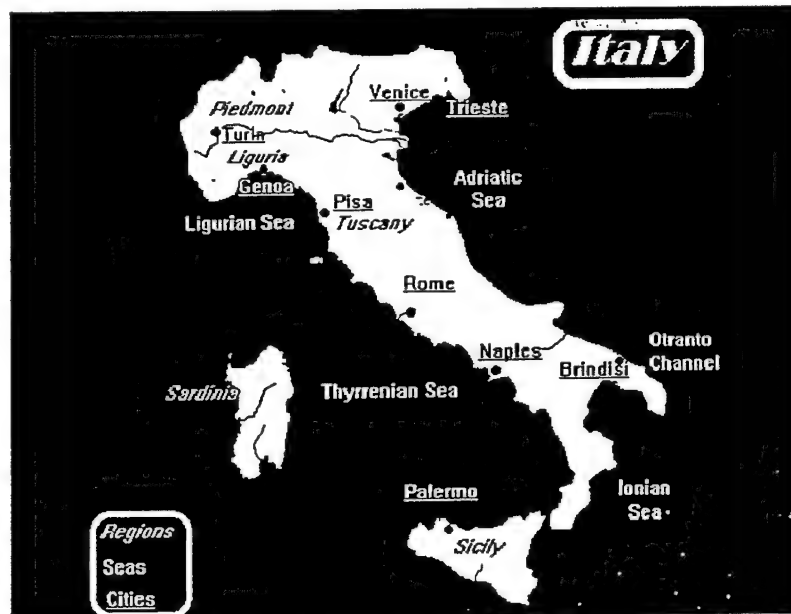 Italy
Venice
Trieste
Piedmont
Turin
Liguria
Genoa
Pisa
Tuscany
Adriatic
Sea
Ligurian Sea
Rome
Naples
Brindisi
Otranto
Channel
Sardinia
Thyrrenian Sea
Palermo
Ionian
Sea
Sicily
Regions
Seas
Cities